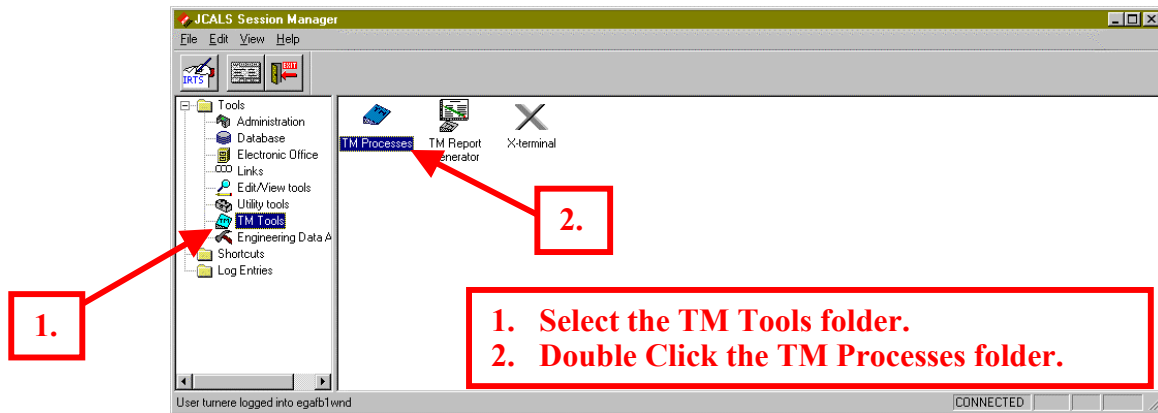 JCALS Session Manager
File Edit View Help
IRTS
EXIT
Tools
Administration
Database
Electronic Office
Links
Edit/View tools
Utility tools
TM Tools
Engineering Data A
Shortcuts
Log Entries
TM Processes
TM Report
enerator
X-terminal
1.
2.
1. Select the TM Tools folder.
2. Double Click the TM Processes folder.
User turnere logged into egafb1wnd
CONNECTED